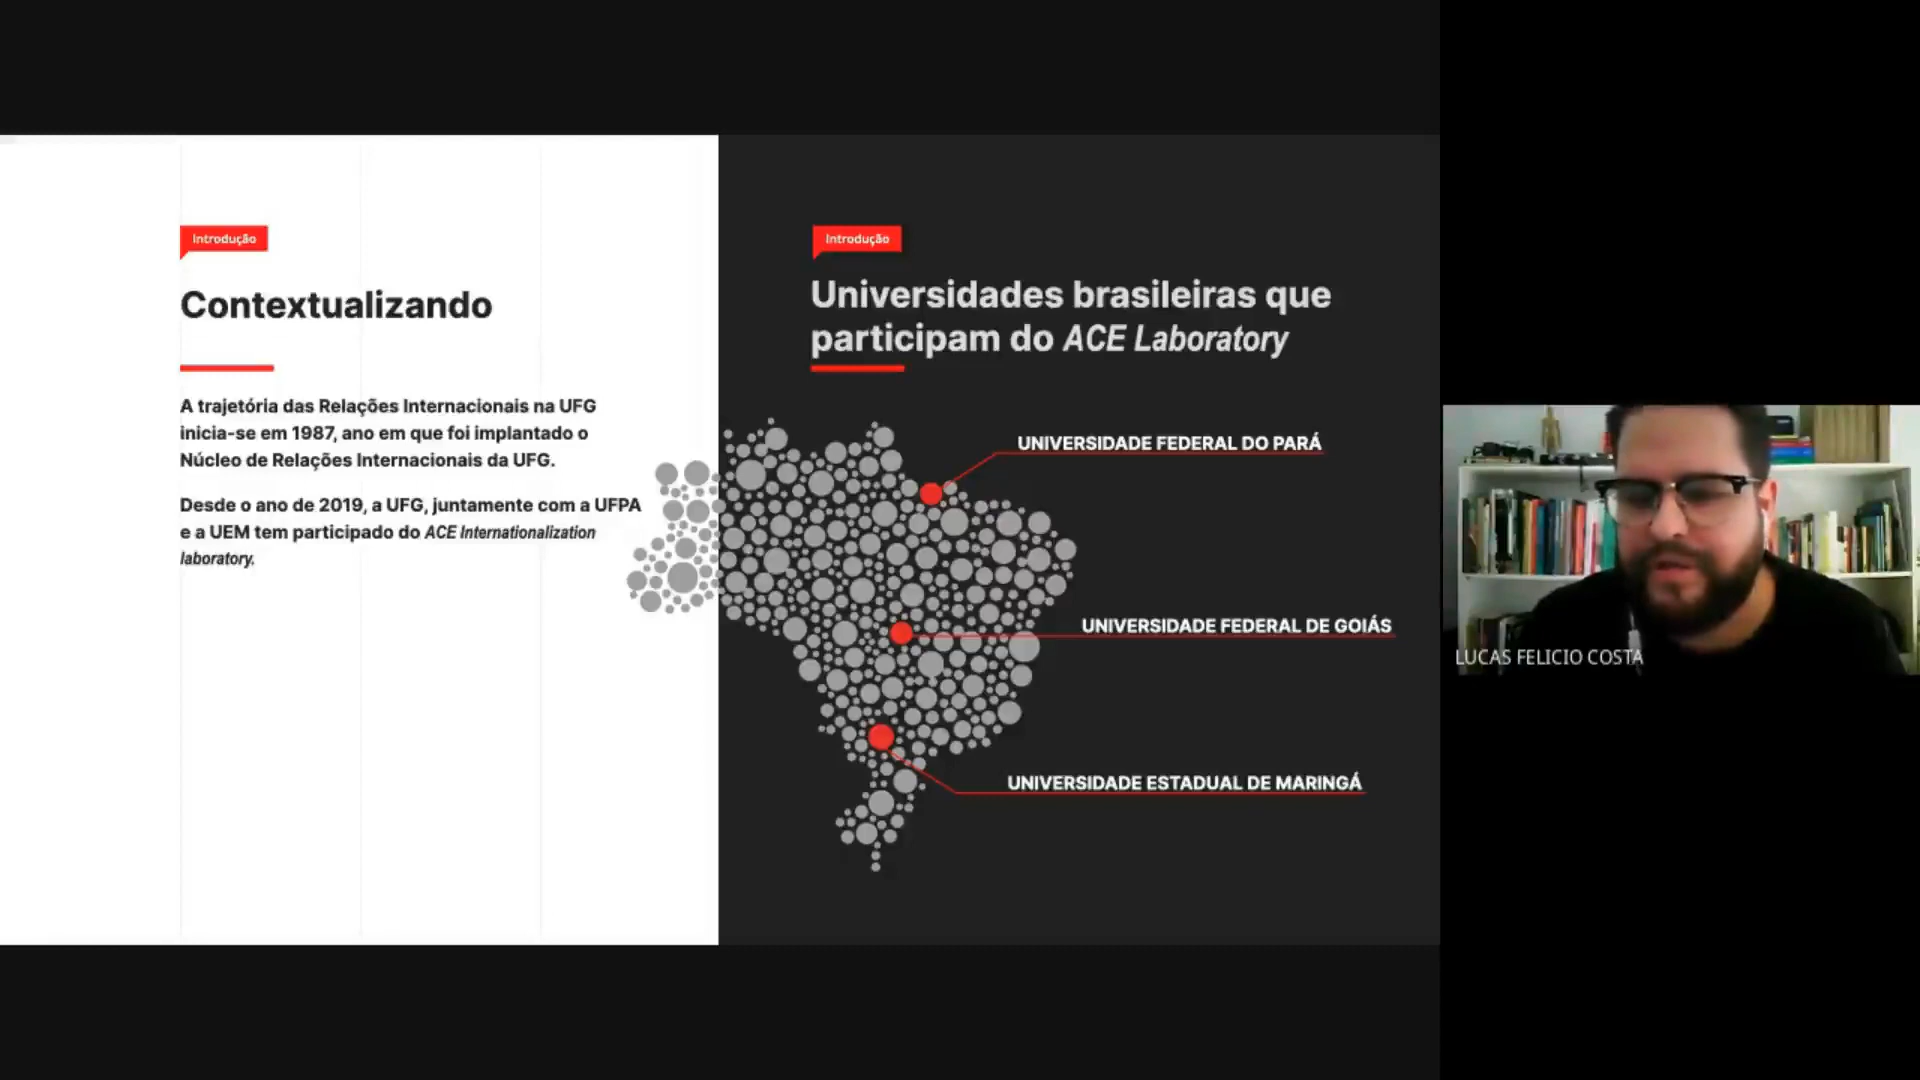 Introdução
Contextualizando
A trajetória das Relações Internacionais na UFG
inicia-se em 1987, ano em que foi implantado o
Núcleo de Relações Internacionais da UFG.
Desde o ano de 2019, a UFG, juntamente com a UFPA
e a UEM tem participado do ACE Internationalization
laboratory.
Introdução
Universidades brasileiras que
participam do ACE Laboratory
UNIVERSIDADE FEDERAL DO PARÁ
UNIVERSIDADE FEDERAL DE GOIÁS
UNIVERSIDADE ESTADUAL DE MARINGÁ
LUCAS FELICIO COSTA